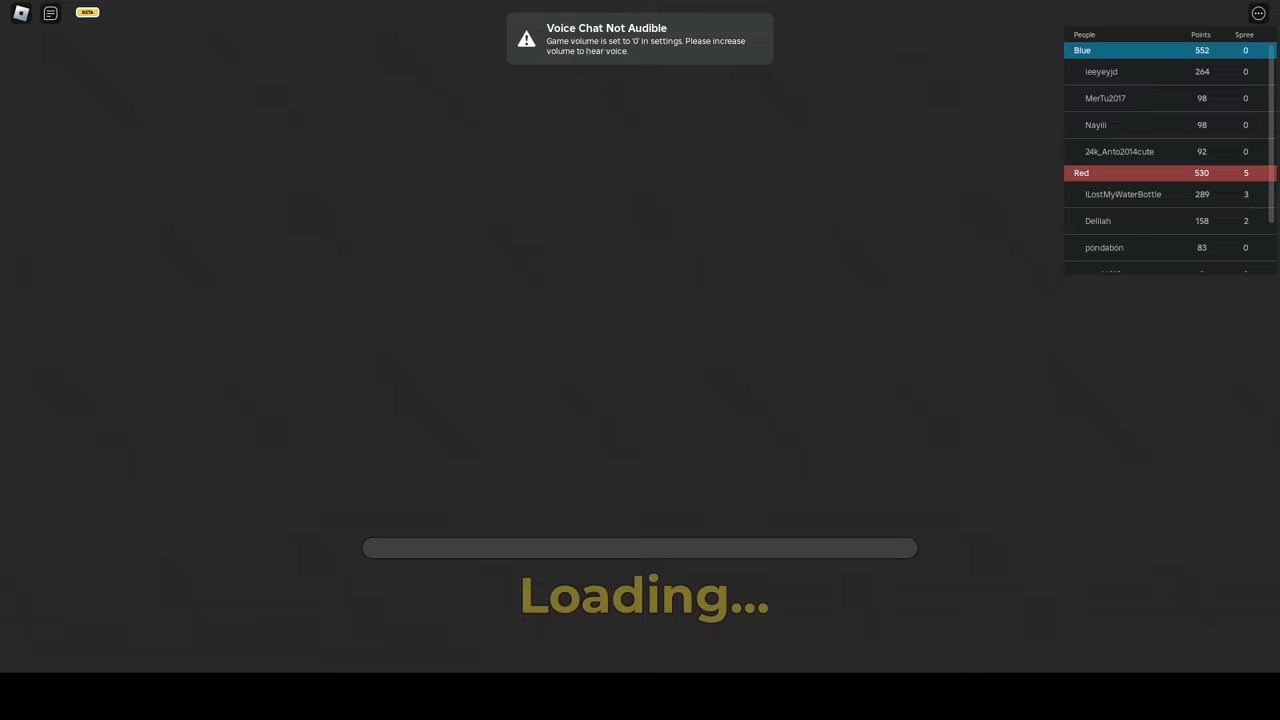 BETA
Voice Chat Not Audible
Game volume is set to '0' in settings. Please increase
volume to hear voice.
People Points Spree
Blue 552 0
ieeyeyjd 264 0
MerTu2017 98 0
Nayiii 98 0
24k_Anto2014cute 92 0
Red 530 5
ILostMyWaterBottle 289 3
Delilah 158 2
pondabon 83 0
Loading...